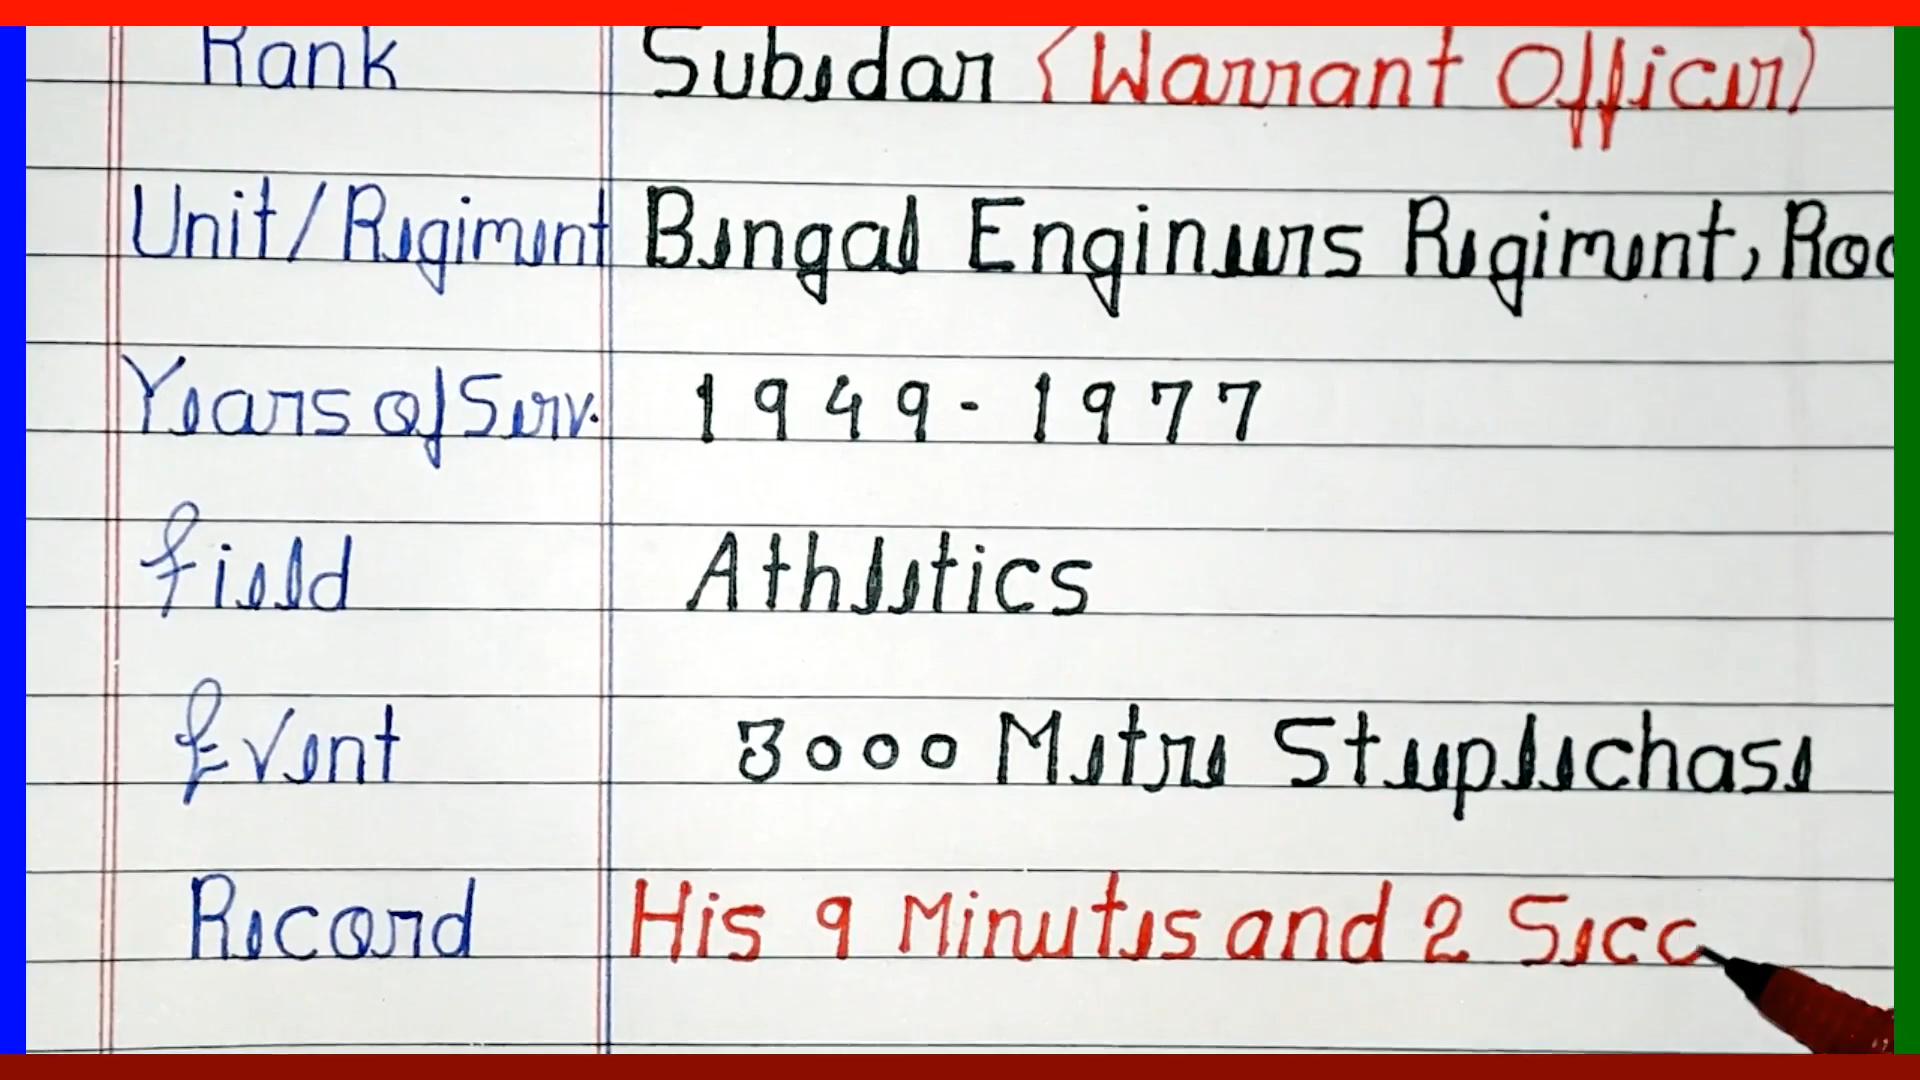 Rank Subedar (Warrant Officer)
Unit/Regiment Bengal Engineers Regiment, Roo
Years of Serv. 1949-1977
Field Athletics
Event 3000 Metre Steeplechase
Record His 9 Minutes and 2 Sec